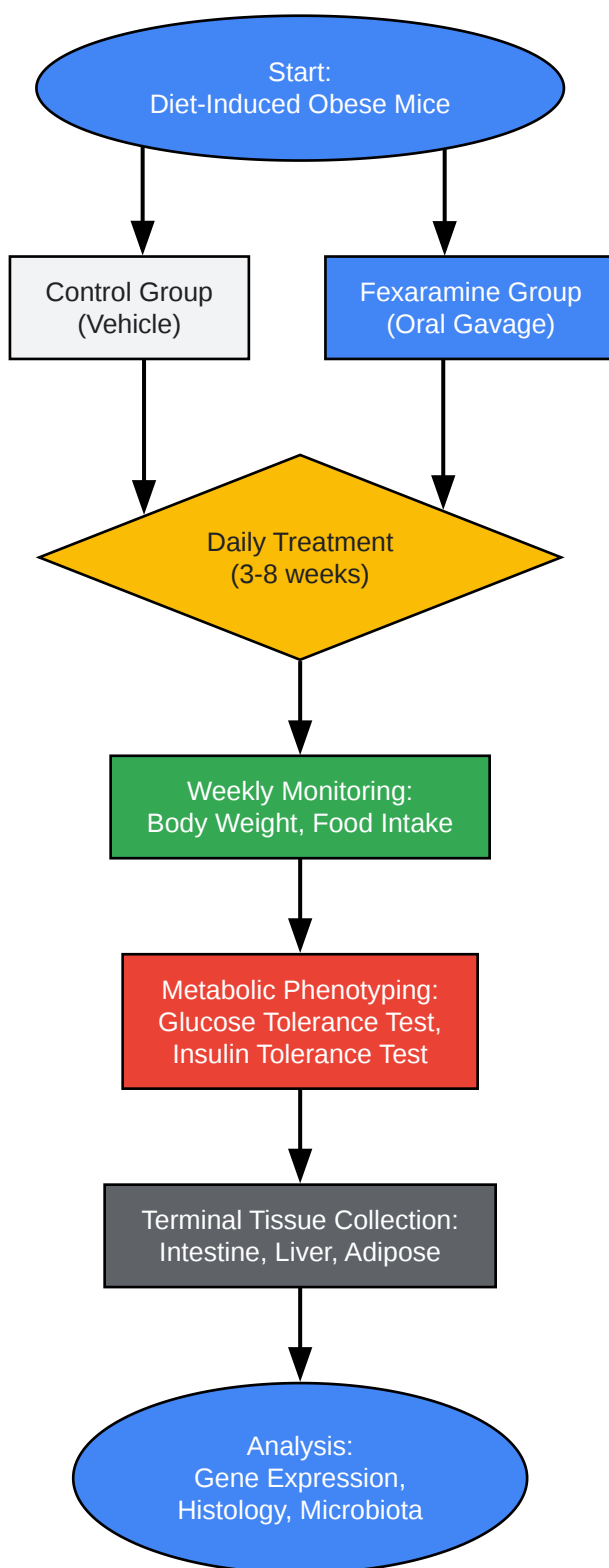 Start:
Diet-Induced Obese Mice
Control Group
(Vehicle)
Fexaramine Group
(Oral Gavage)
Daily Treatment
(3-8 weeks)
Weekly Monitoring:
Body Weight, Food Intake
Metabolic Phenotyping:
Glucose Tolerance Test,
Insulin Tolerance Test
Terminal Tissue Collection:
Intestine, Liver, Adipose
Analysis:
Gene Expression,
Histology, Microbiota